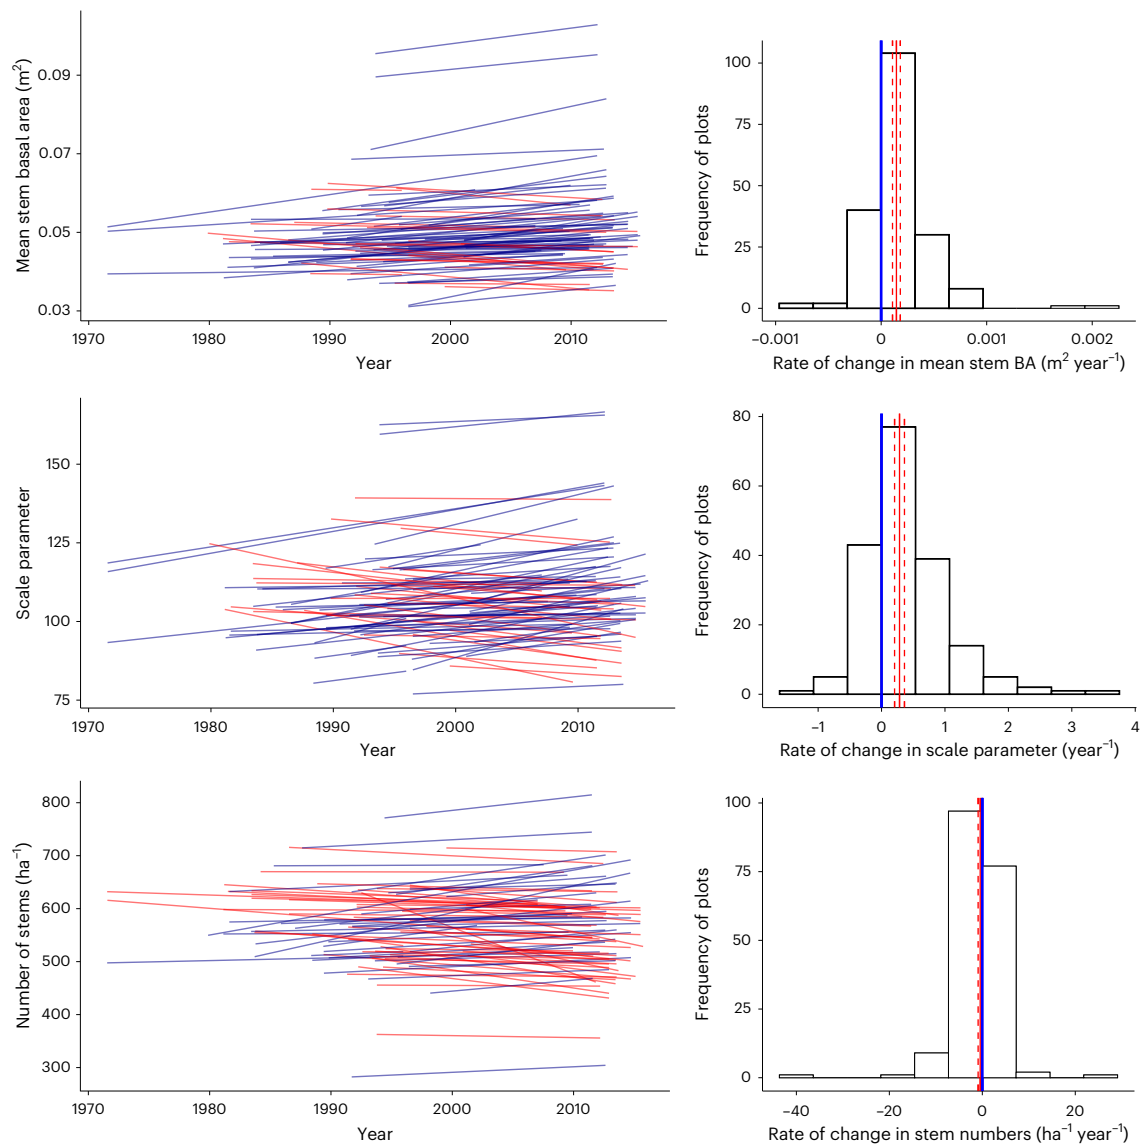 Mean stem basal area (m²)
0.09
0.07
0.05
0.03
1970 1980 1990 2000 2010
Year
Frequency of plots
100
75
50
25
0
−0.001 0 0.001 0.002
Rate of change in mean stem BA (m² year⁻¹)
Scale parameter
150
125
100
75
1970 1980 1990 2000 2010
Year
Frequency of plots
80
60
40
20
0
−1 0 1 2 3 4
Rate of change in scale parameter (year⁻¹)
Number of stems (ha⁻¹)
800
700
600
500
400
300
1970 1980 1990 2000 2010
Year
Frequency of plots
100
75
50
25
0
−40 −20 0 20
Rate of change in stem numbers (ha⁻¹ year⁻¹)